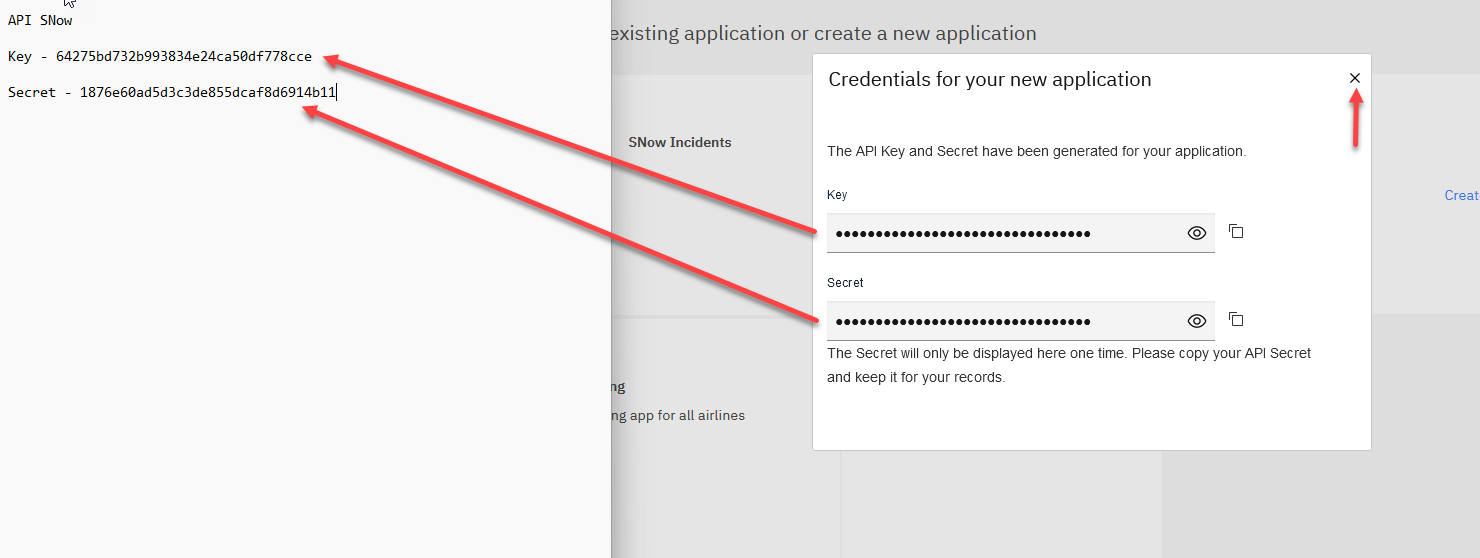 API SNow
Key - 64275bd732b993834e24ca50df778cce
Secret - 1876e60ad5d3c3de855dcaf8d6914b11
existing application or create a new application
SNow Incidents
Credentials for your new application
The API Key and Secret have been generated for your application.
Key
••••••••••••••••••••••••••••••••
Secret
••••••••••••••••••••••••••••••••
The Secret will only be displayed here one time. Please copy your API Secret
and keep it for your records.
Creat
ng
ng app for all airlines